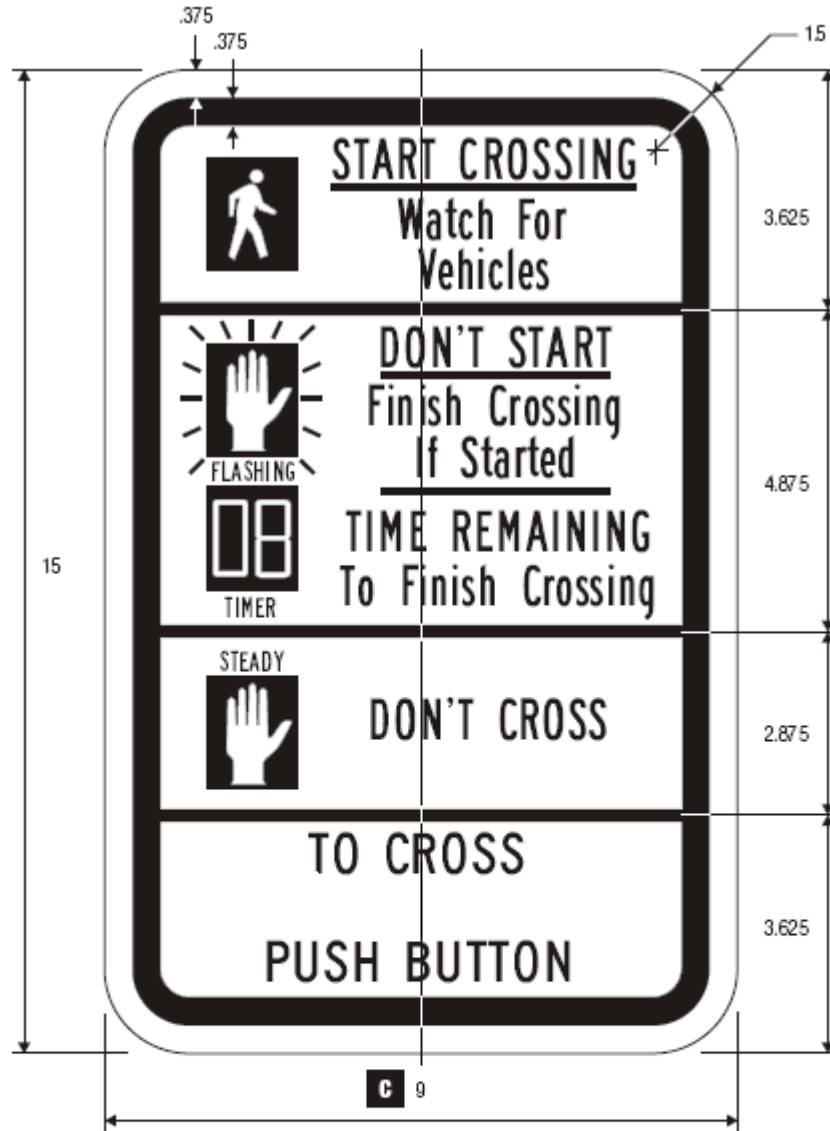 .375
.375
1.5
START CROSSING
Watch For
Vehicles
3.625
DON'T START
Finish Crossing
If Started
FLASHING
4.875
08
TIME REMAINING
To Finish Crossing
TIMER
15
STEADY
DON'T CROSS
2.875
TO CROSS
3.625
PUSH BUTTON
C 9